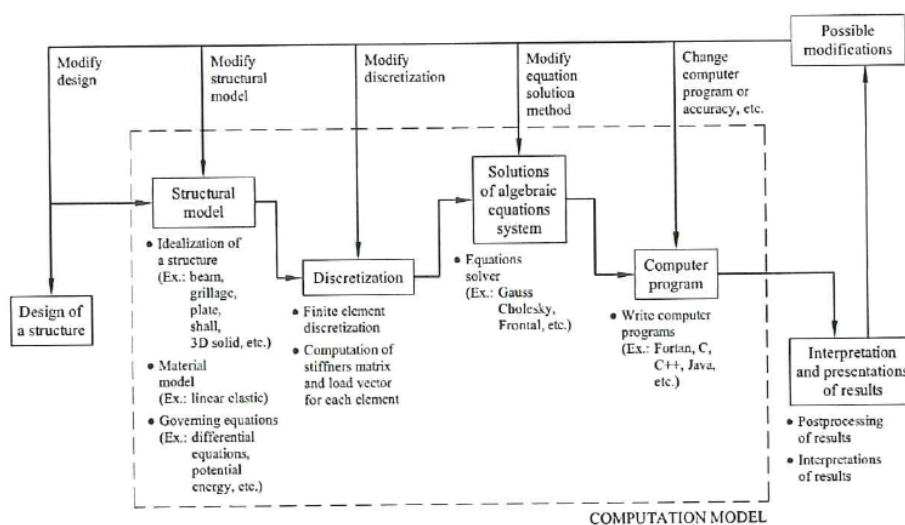 Possible
modifications
Modify
design
Modify
structural
model
Modify
discretization
Modify
equation
solution
method
Change
computer
program or
accuracy, etc.
Structural
model
• Idealization of
a structure
(Ex.: beam,
grillage,
plate,
shall,
3D solid, etc.)
• Material
model
(Ex.: linear elastic)
• Governing equations
(Ex.: differential
equations,
potential
energy, etc.)
Design of
a structure
Discretization
• Finite element
discretization
• Computation of
stiffners matrix
and load vector
for each element
Solutions
of algebraic
equations
system
• Equations
solver
(Ex.: Gauss
Cholesky,
Frontal, etc.)
Computer
program
• Write computer
programs
(Ex.: Fortan, C,
C++, Java,
etc.)
Interpretation
and presentations
of results
• Postprocessing
of results
• Interpretations
of results
COMPUTATION MODEL